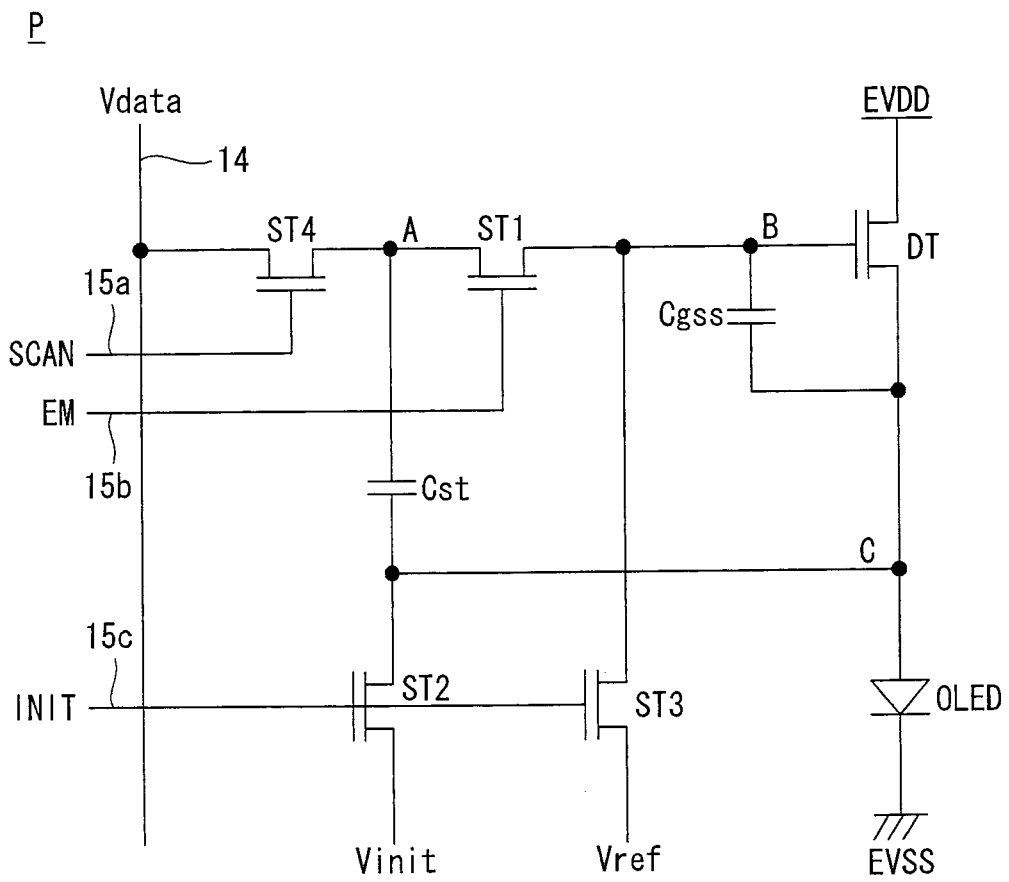 P
Vdata
EVDD
14
ST4
A
ST1
B
DT
15a
Cgss
SCAN
EM
15b
Cst
C
15c
INIT
ST2
ST3
OLED
Vinit
Vref
EVSS